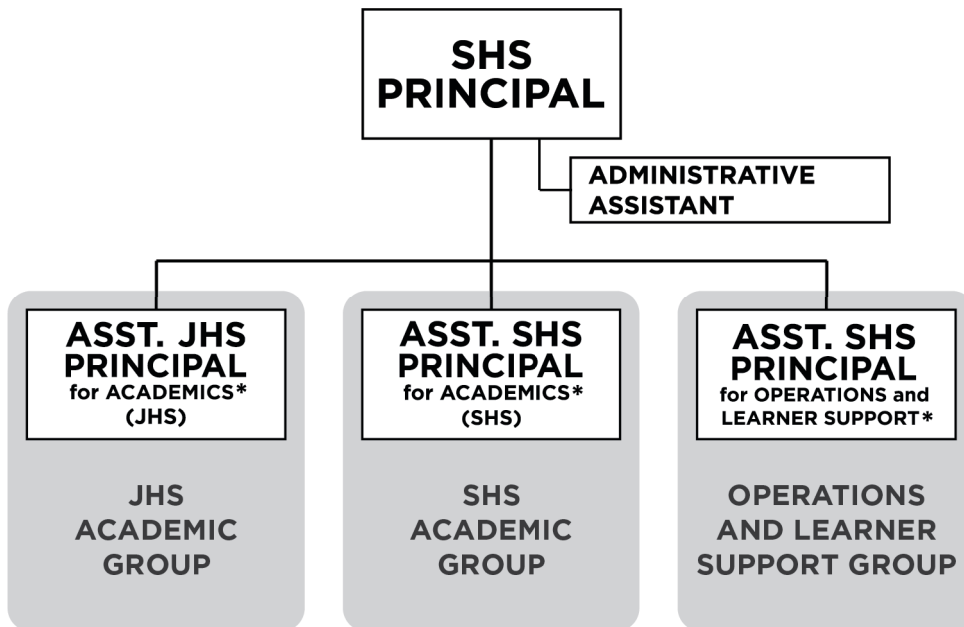 SHS
PRINCIPAL
ADMINISTRATIVE
ASSISTANT
ASST. JHS
PRINCIPAL
for ACADEMICS*
(JHS)
JHS
ACADEMIC
GROUP
ASST. SHS
PRINCIPAL
for ACADEMICS*
(SHS)
SHS
ACADEMIC
GROUP
ASST. SHS
PRINCIPAL
for OPERATIONS and
LEARNER SUPPORT*
OPERATIONS
AND LEARNER
SUPPORT GROUP